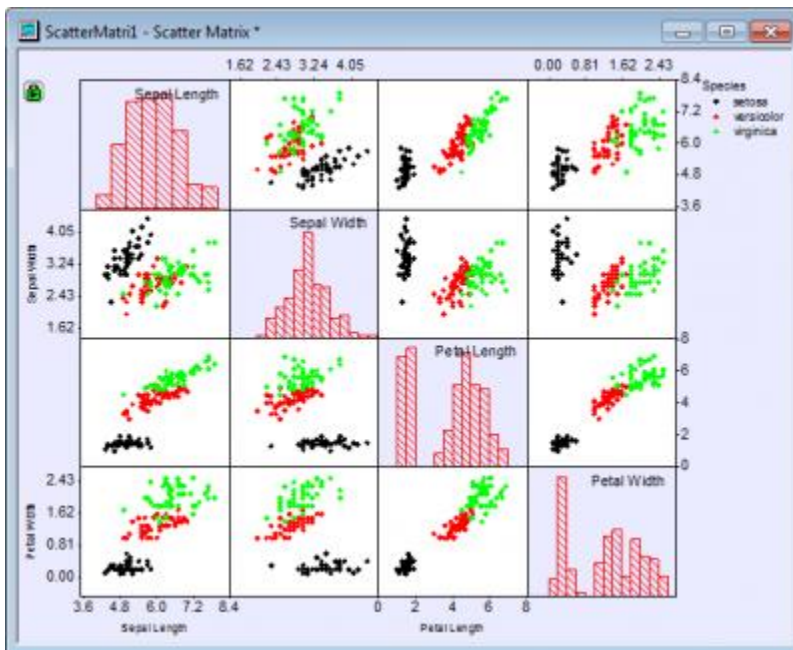 ScatterMatri1 - Scatter Matrix *
1.62 2.43 3.24 4.05
0.00 0.81 1.62 2.43
Sepal Length
8.4
7.2
6.0
4.8
3.6
Species
setosa
versicolor
virginica
Sepal Width
4.05
3.24
2.43
1.62
Sepal Width
Petal Length
8
6
4
2
0
Petal Width
2.43
1.62
0.81
0.00
Petal Width
3.6 4.8 6.0 7.2 8.4
0 2 4 6 8
Sepal Length
Petal Length